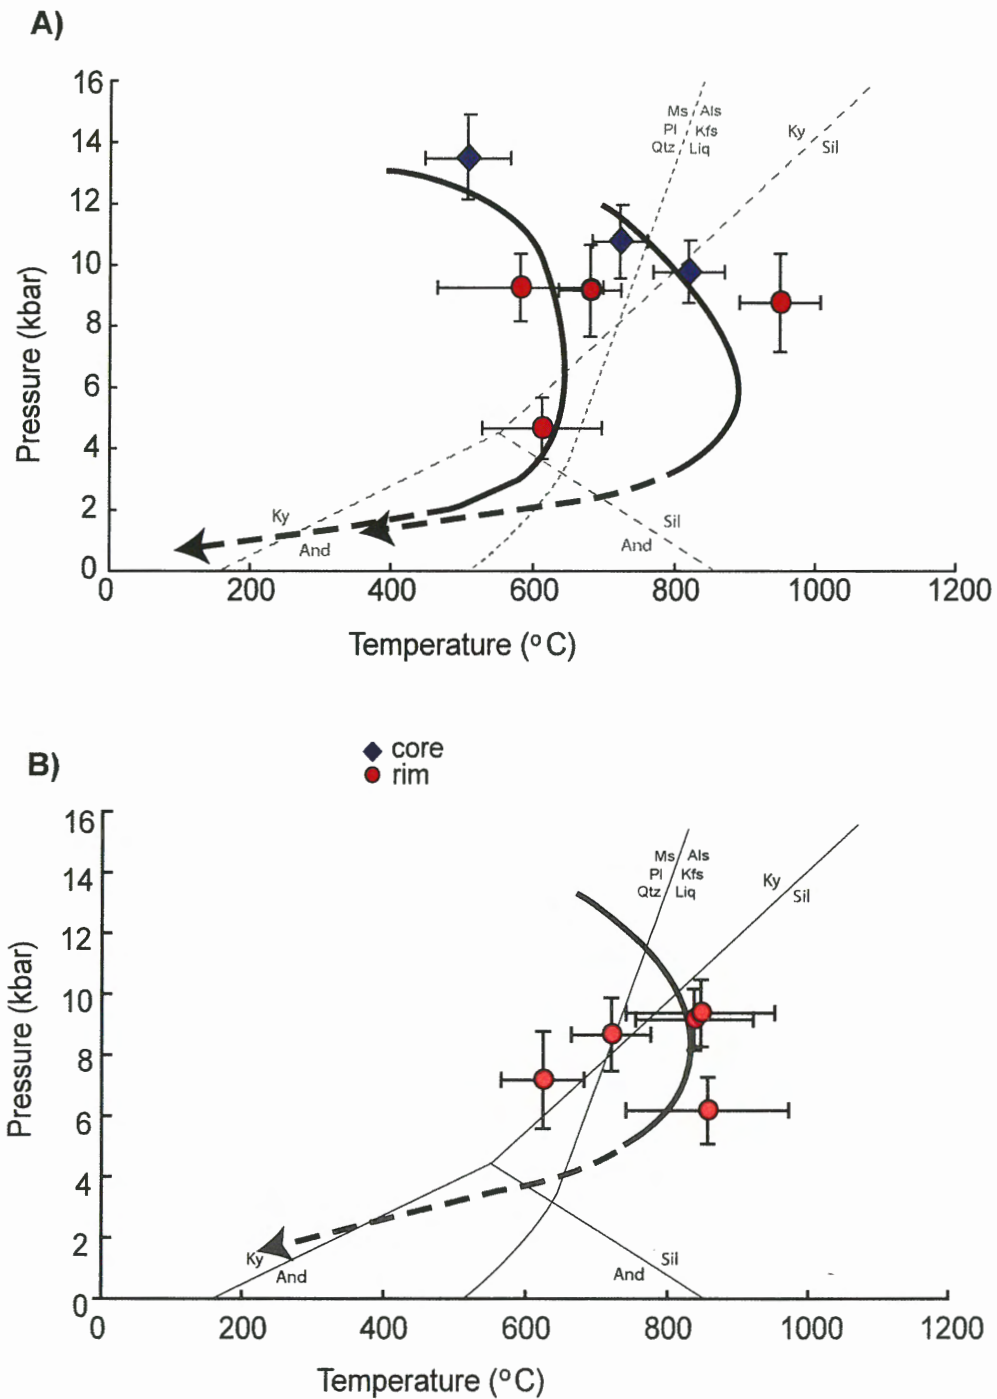 A)
16
14
12
10
8
6
4
2
0
Pressure (kbar)
Ms Als
Pl Kfs
Qtz Liq
Ky
Sil
Ky
And
Sil
And
0 200 400 600 800 1000 1200
Temperature (°C)
core
rim
B)
16
14
12
10
8
6
4
2
0
Pressure (kbar)
Ms Als
Pl Kfs
Qtz Liq
Ky
Sil
Ky
And
Sil
And
0 200 400 600 800 1000 1200
Temperature (°C)